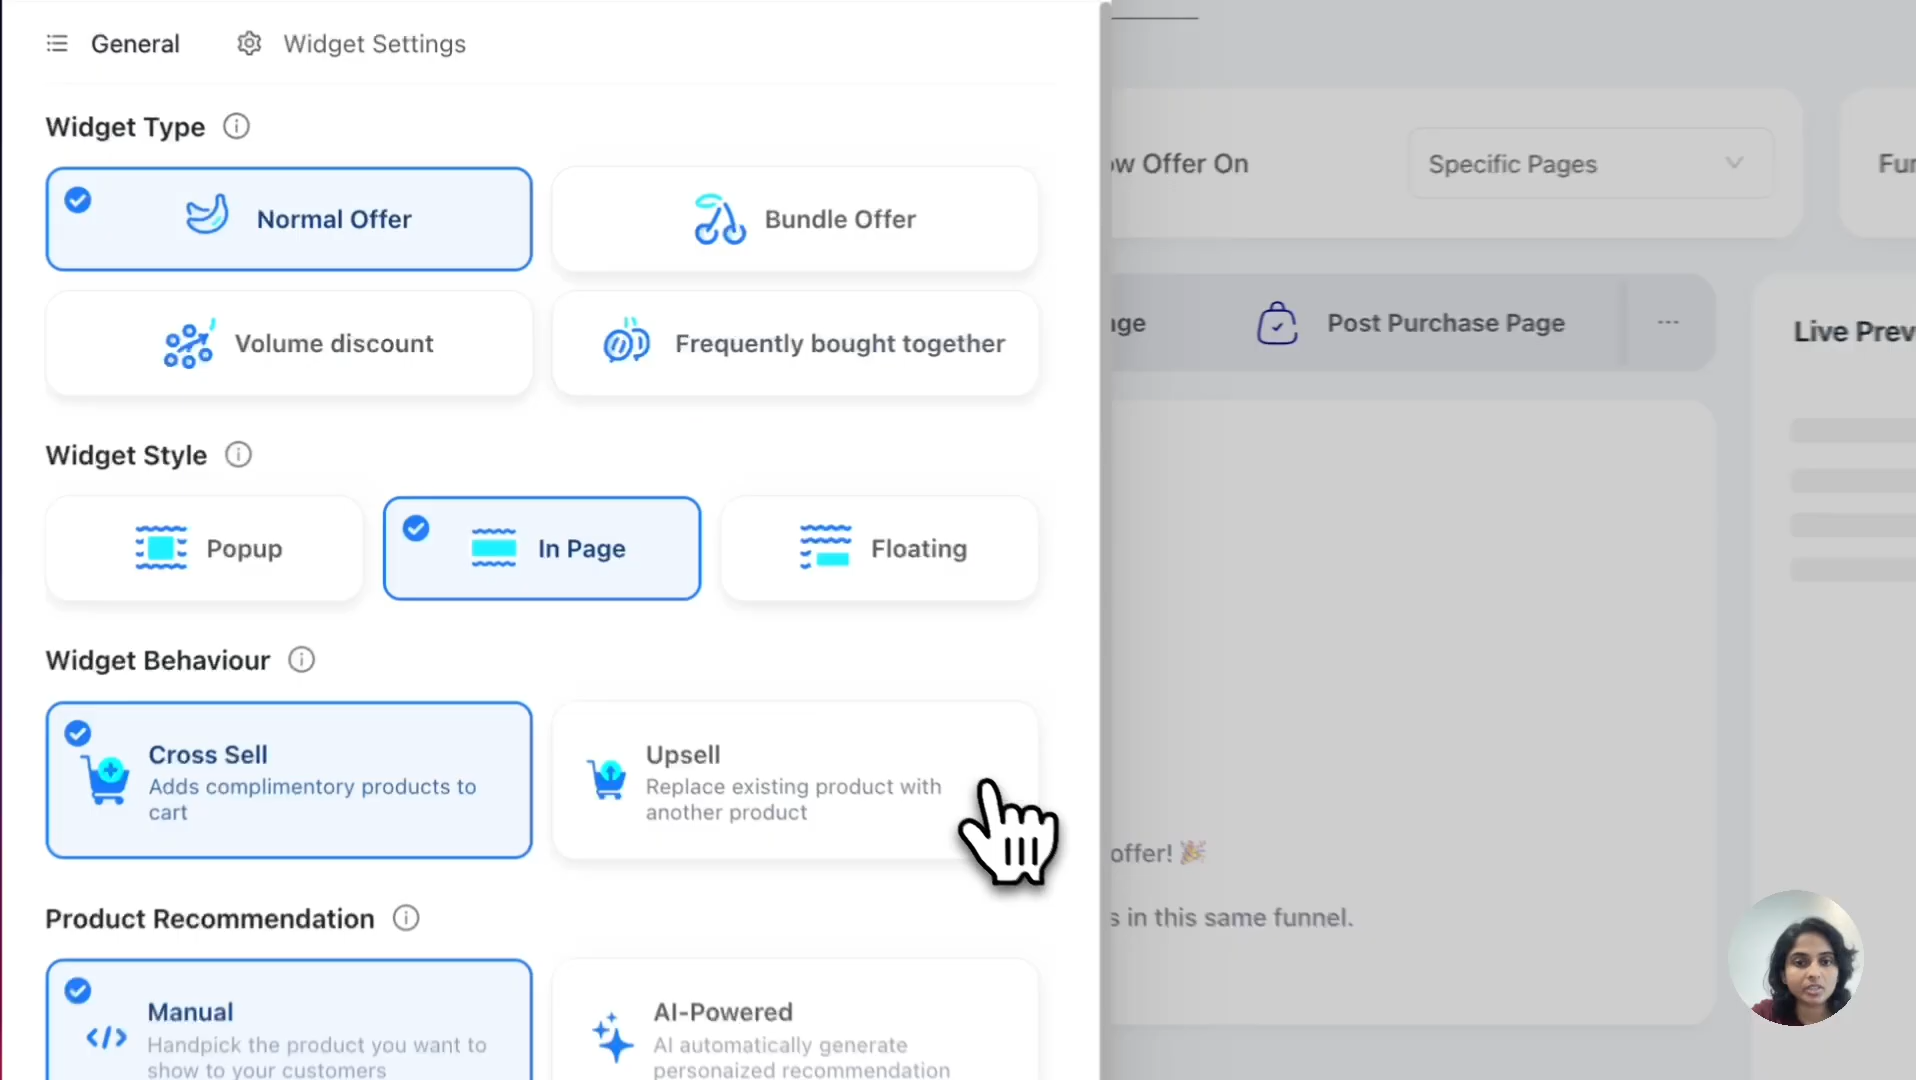 General
Widget Settings
Widget Type
Normal Offer
Bundle Offer
Volume discount
Frequently bought together
Widget Style
Popup
In Page
Floating
Widget Behaviour
Cross Sell
Adds complimentory products to
cart
Upsell
Replace existing product with
another product
Product Recommendation
Manual
Handpick the product you want to
show to your customers
AI-Powered
AI automatically generate
personaized recommendation
Offer On
Specific Pages
Post Purchase Page
Live Prev
offer! 🎉
s in this same funnel.